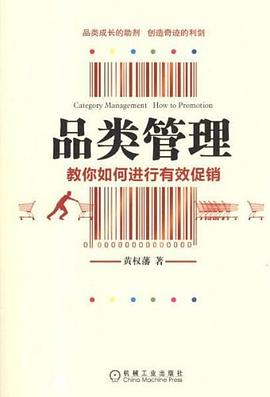 品类成长的助剂 创造奇迹的利剑
Category Management How to Promotion
品类管理
教你如何进行有效促销
黄权藩 著
机械工业出版社
China Machine Press